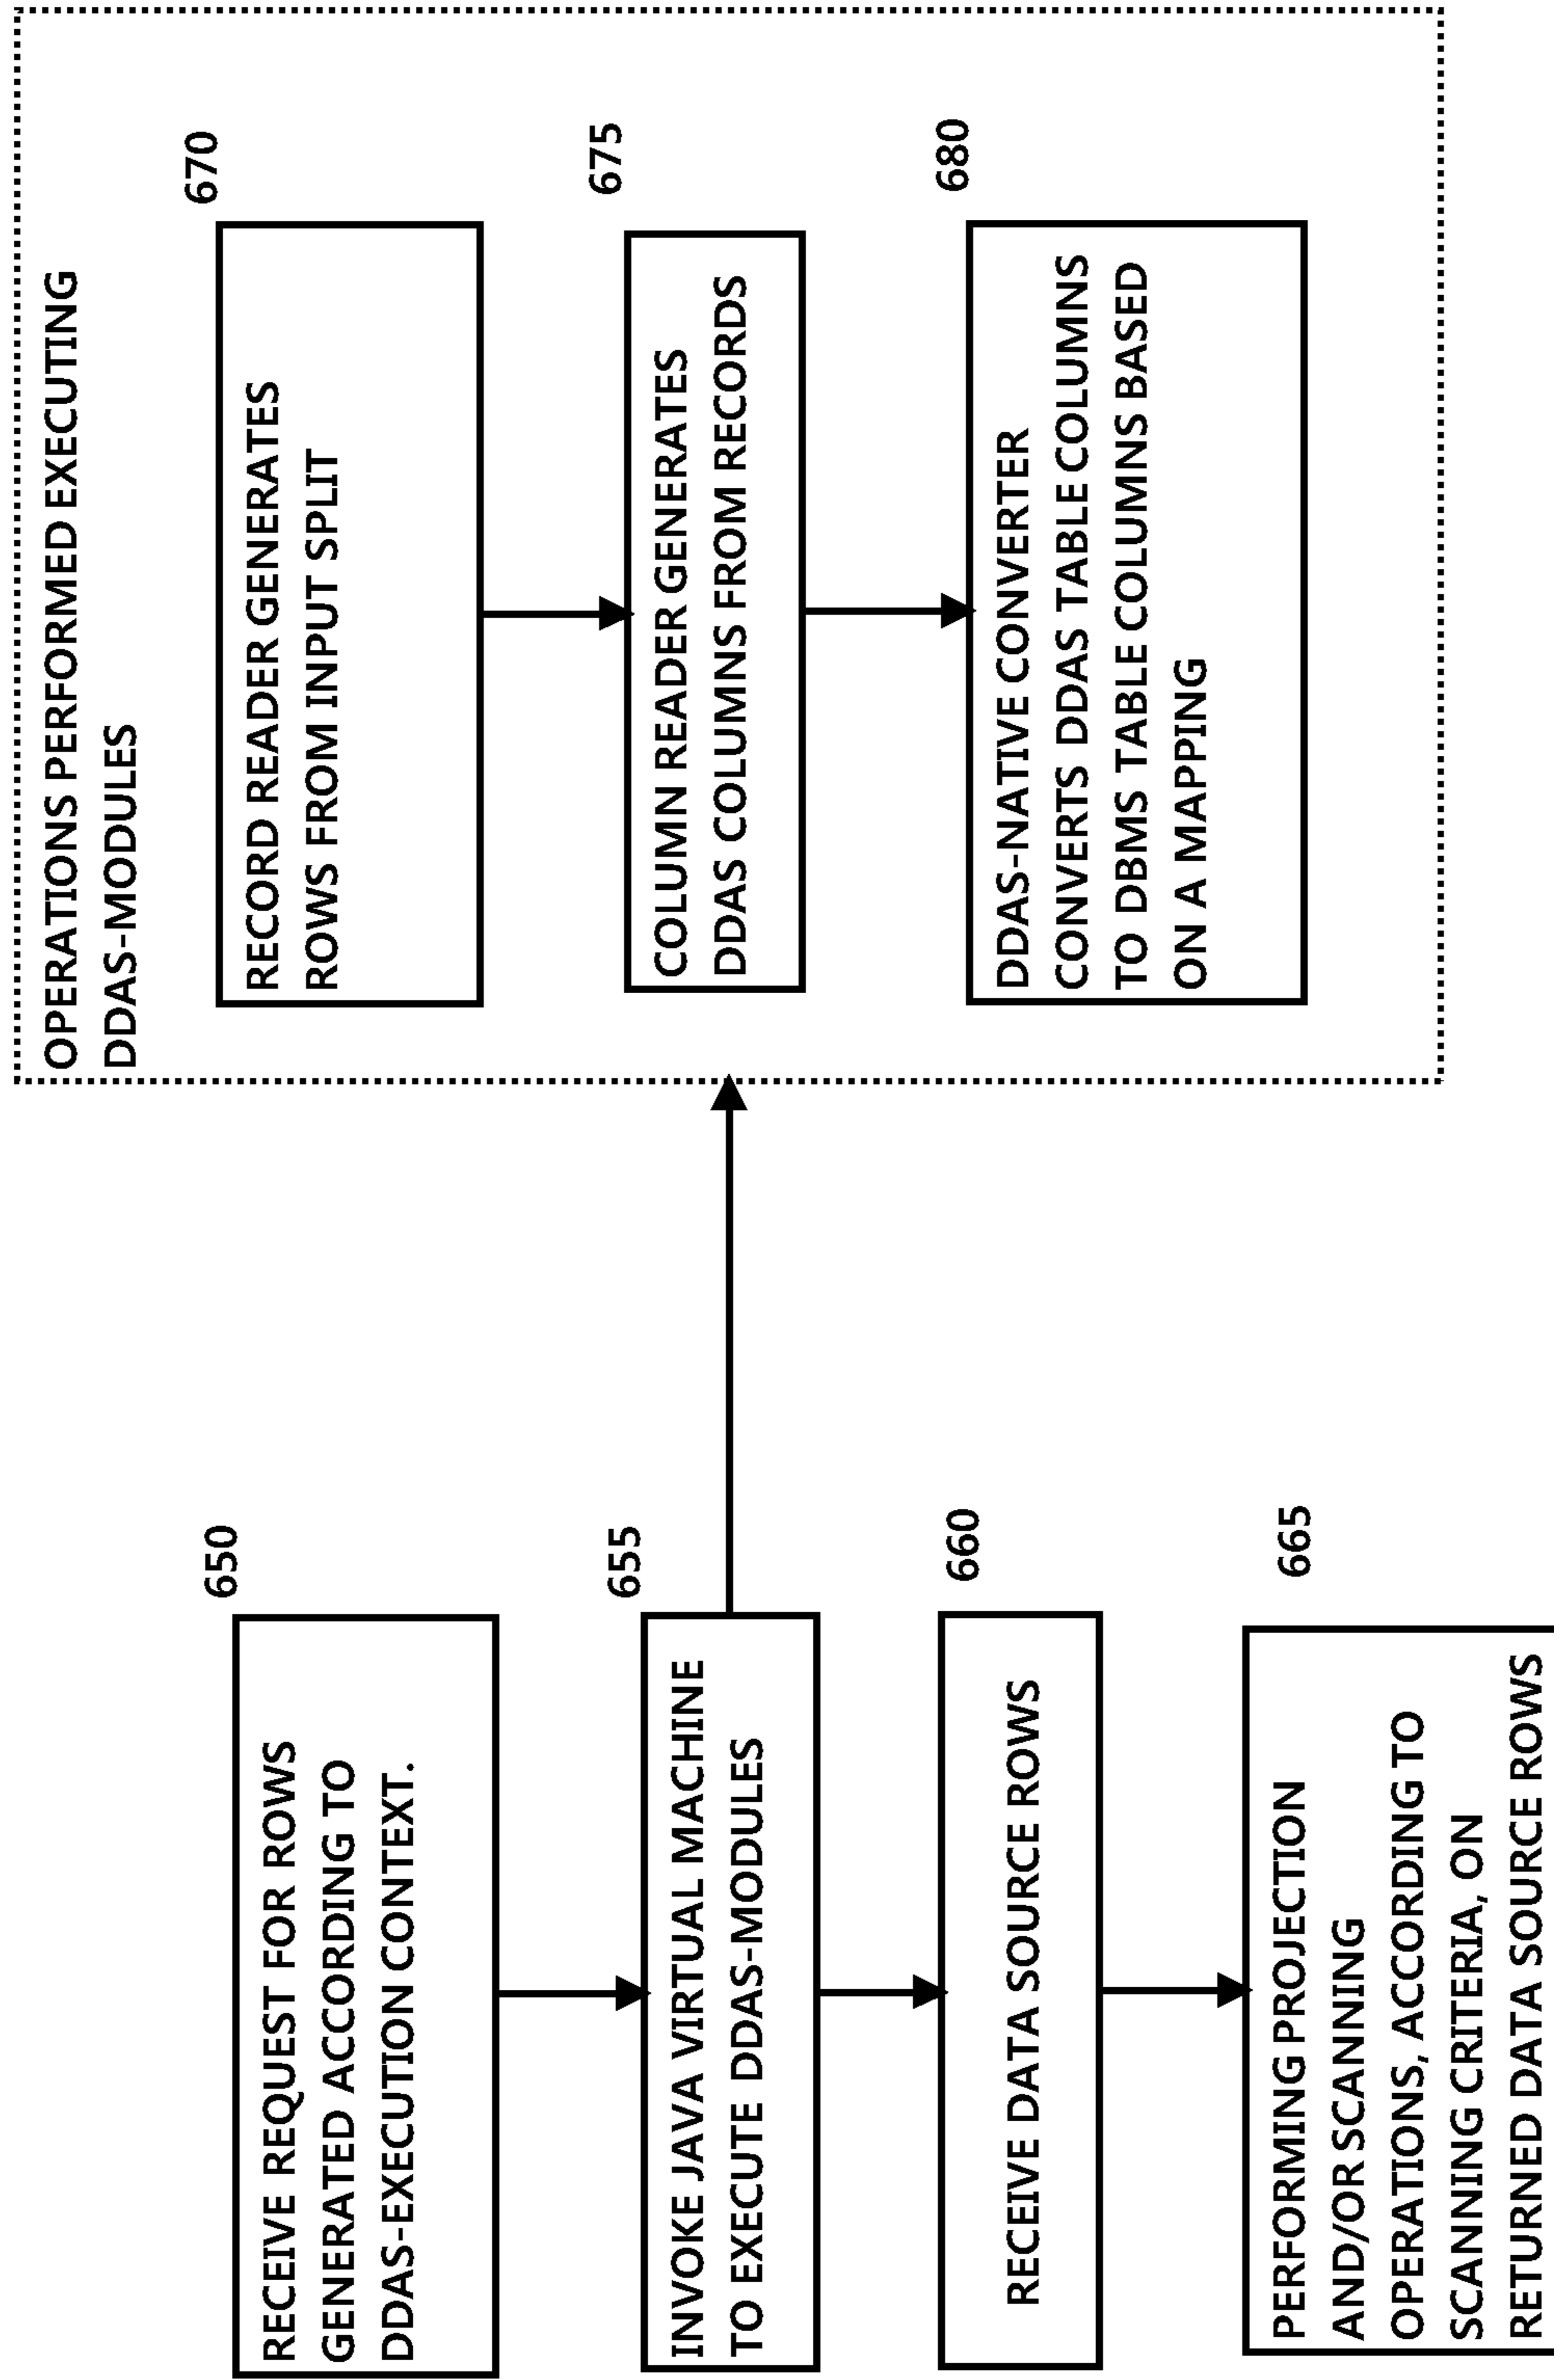 650
RECEIVE REQUEST FOR ROWS
GENERATED ACCORDING TO
DDAS-EXECUTION CONTEXT.
655
INVOKE JAVA VIRTUAL MACHINE
TO EXECUTE DDAS-MODULES
660
RECEIVE DATA SOURCE ROWS
665
PERFORMING PROJECTION
AND/OR SCANNING
OPERATIONS, ACCORDING TO
SCANNING CRITERIA, ON
RETURNED DATA SOURCE ROWS
OPERATIONS PERFORMED EXECUTING
DDAS-MODULES
670
RECORD READER GENERATES
ROWS FROM INPUT SPLIT
675
COLUMN READER GENERATES
DDAS COLUMNS FROM RECORDS
680
DDAS-NATIVE CONVERTER
CONVERTS DDAS TABLE COLUMNS
TO DBMS TABLE COLUMNS BASED
ON A MAPPING